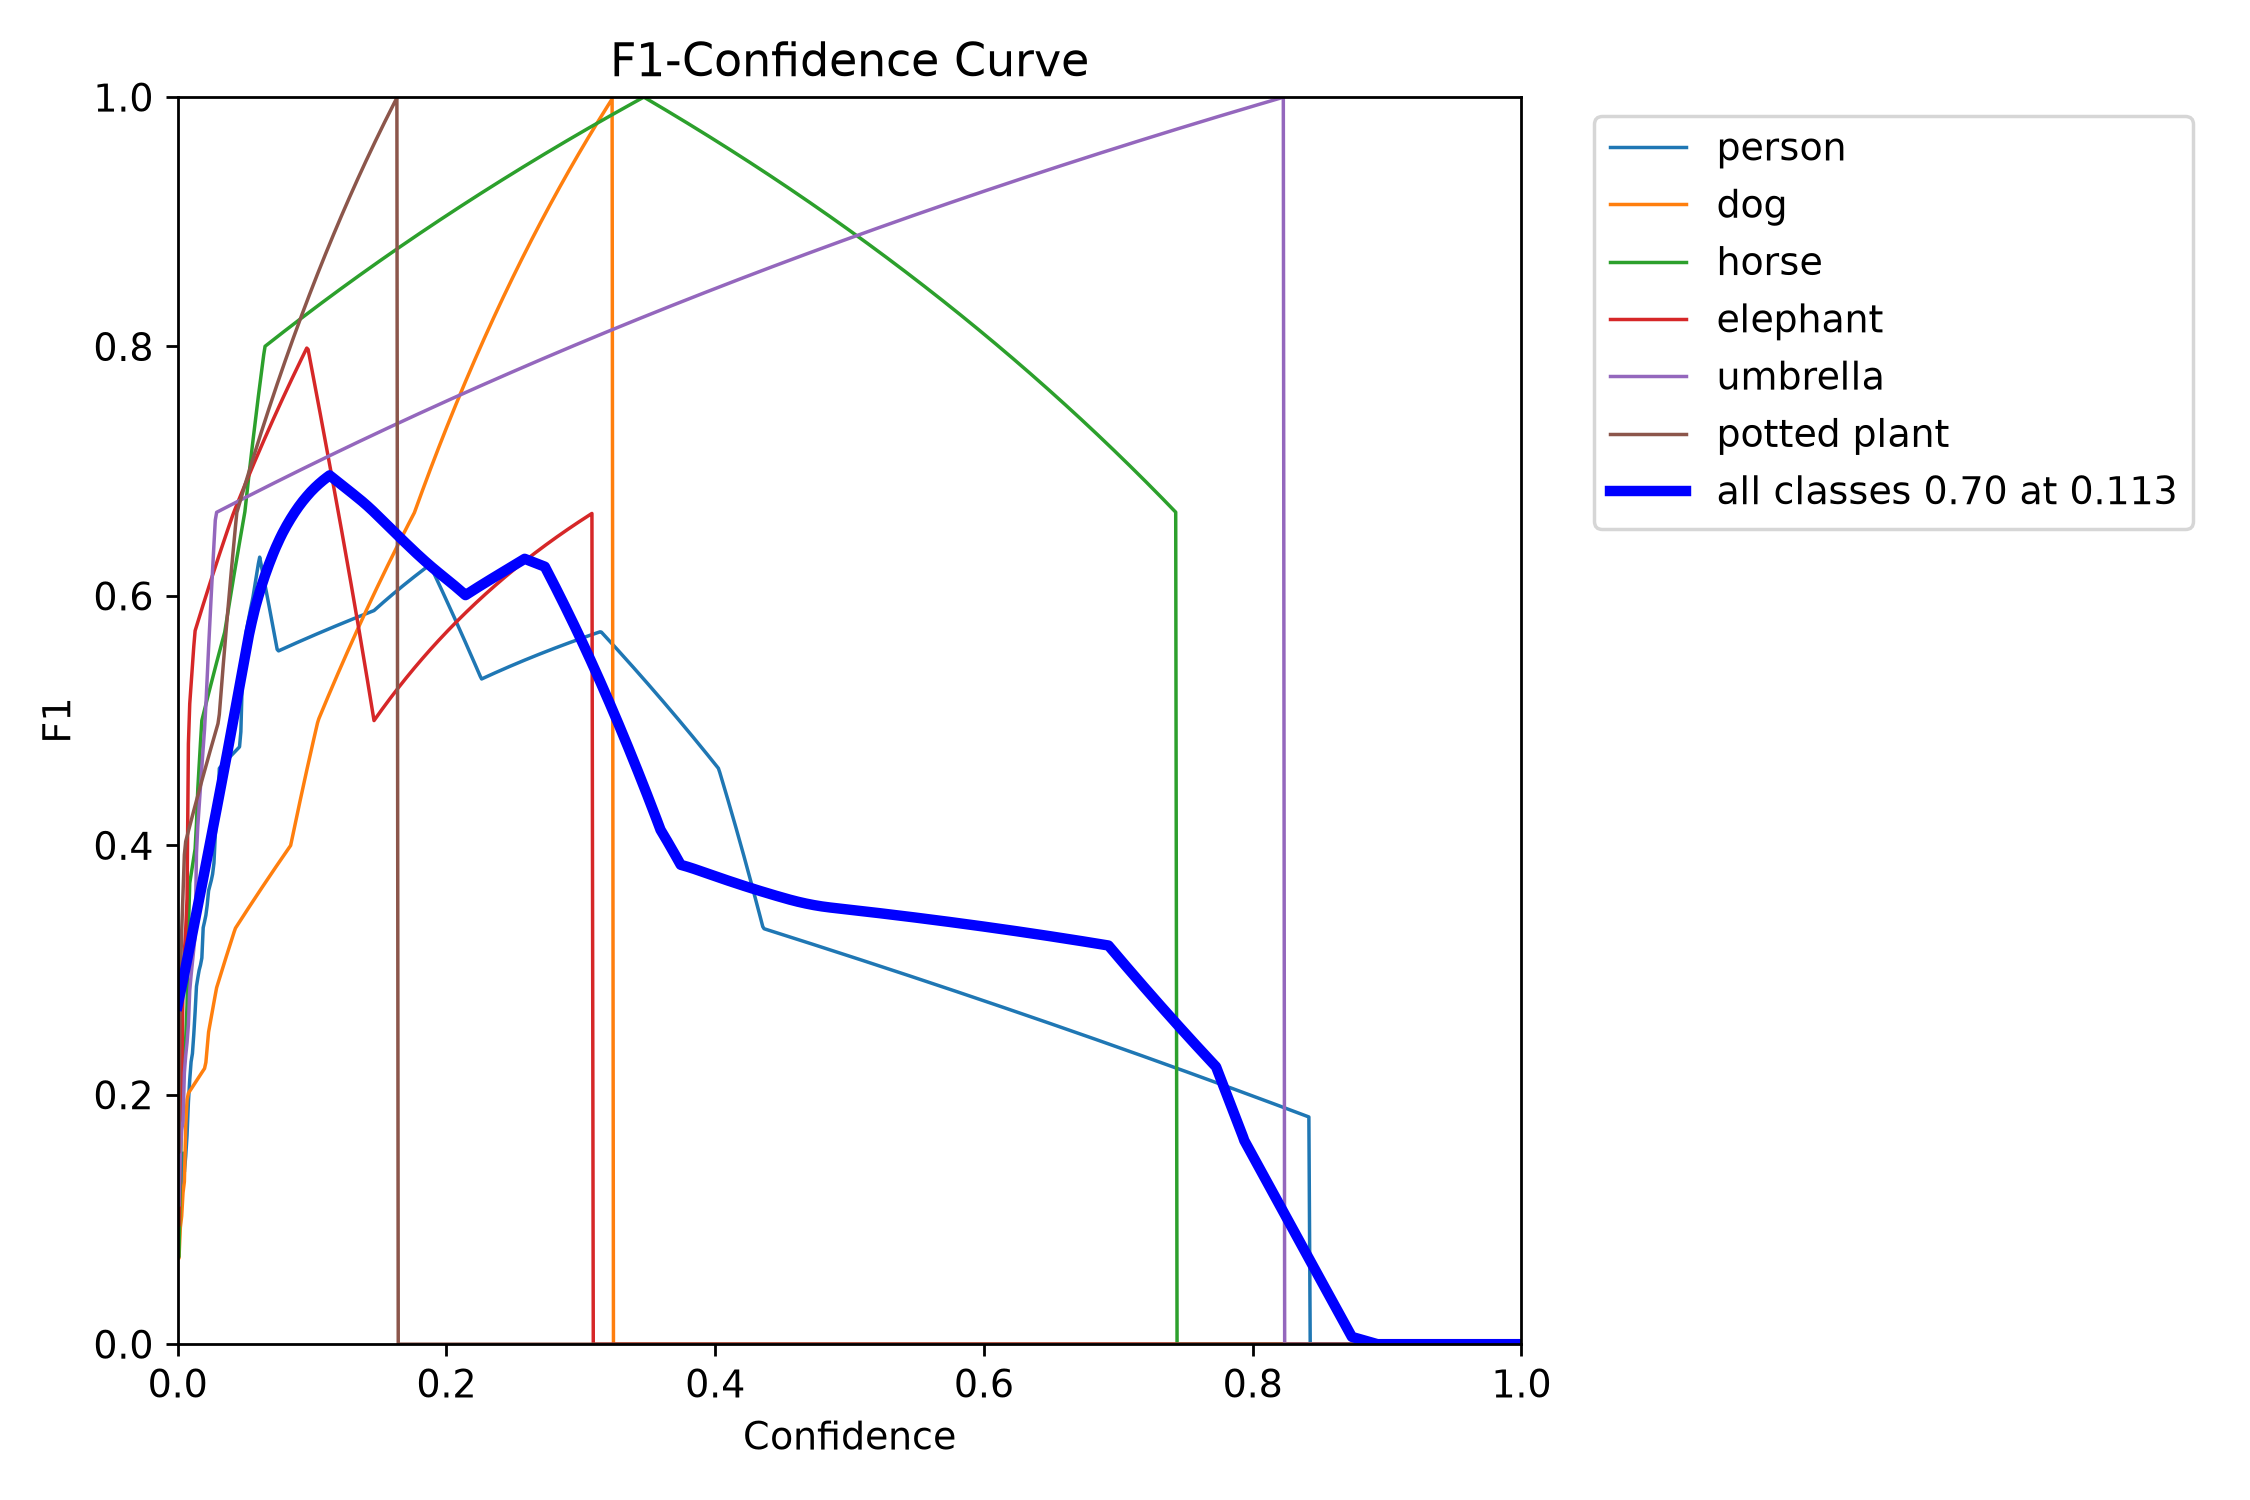 F1-Confidence Curve
1.0
0.8
0.6
0.4
0.2
0.0
F1
0.0 0.2 0.4 0.6 0.8 1.0
Confidence
person
dog
horse
elephant
umbrella
potted plant
all classes 0.70 at 0.113